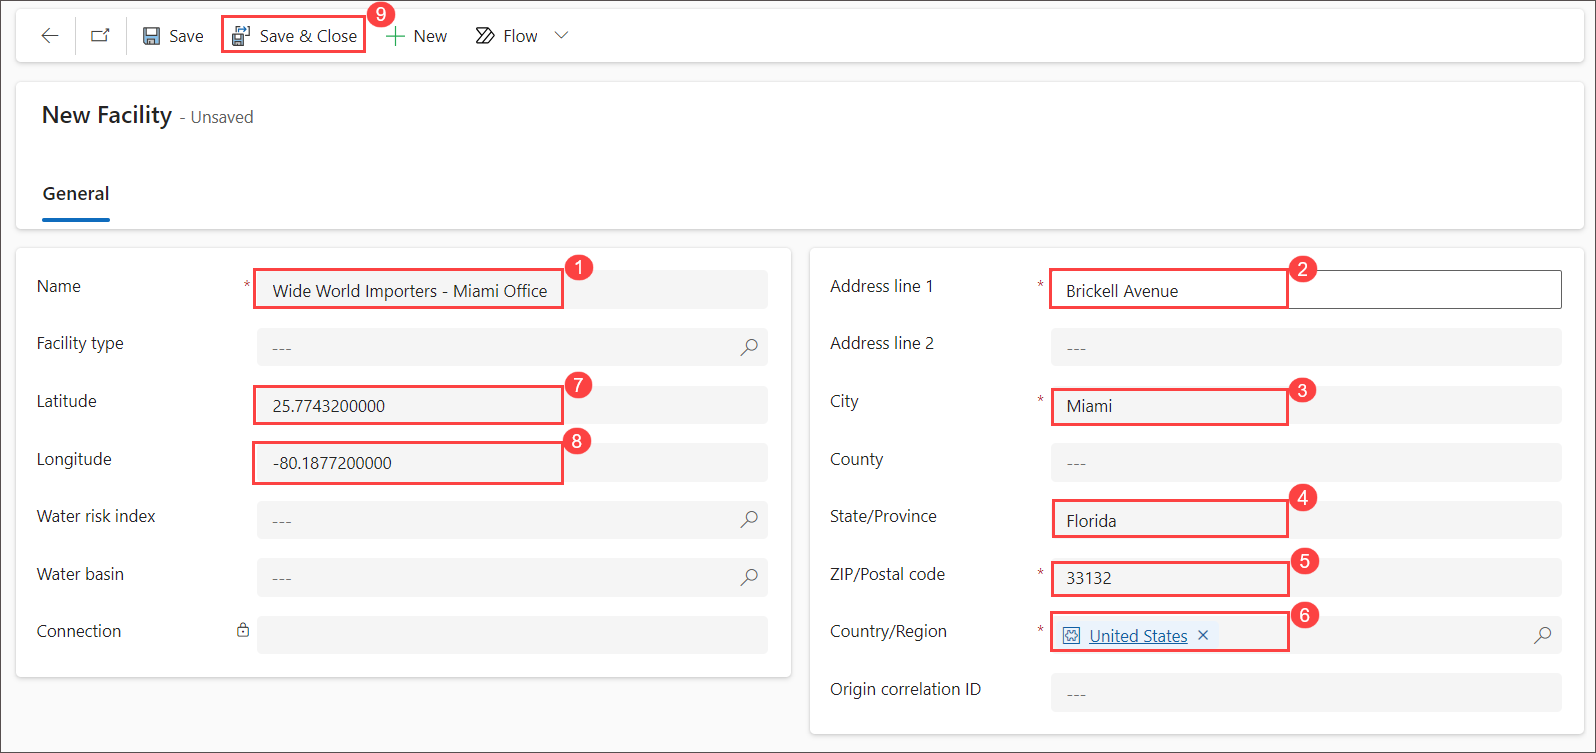 Save
Save & Close
9
New
Flow
New Facility - Unsaved
General
Name * Wide World Importers - Miami Office 1
Facility type ---
Latitude 25.7743200000 7
Longitude -80.1877200000 8
Water risk index ---
Water basin ---
Connection
Address line 1 * Brickell Avenue 2
Address line 2 ---
City * Miami 3
County ---
State/Province Florida 4
ZIP/Postal code * 33132 5
Country/Region * United States 6
Origin correlation ID ---